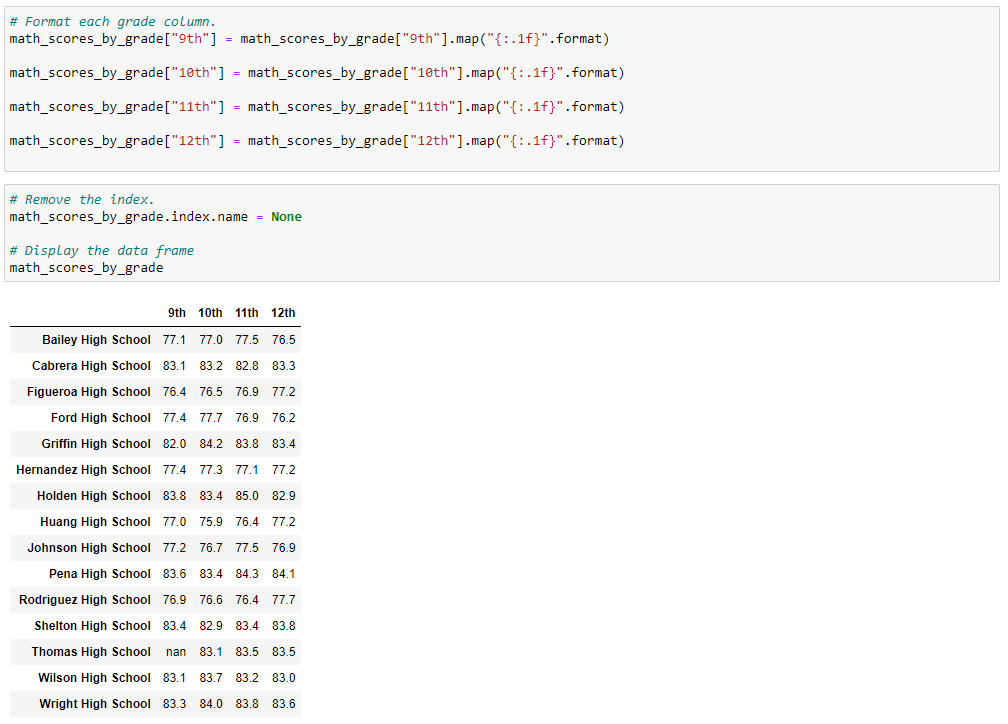 # Format each grade column.
math_scores_by_grade["9th"] = math_scores_by_grade["9th"].map("{:.1f}".format)
math_scores_by_grade["10th"] = math_scores_by_grade["10th"].map("{:.1f}".format)
math_scores_by_grade["11th"] = math_scores_by_grade["11th"].map("{:.1f}".format)
math_scores_by_grade["12th"] = math_scores_by_grade["12th"].map("{:.1f}".format)
# Remove the index.
math_scores_by_grade.index.name = None
# Display the data frame
math_scores_by_grade
9th 10th 11th 12th
Bailey High School 77.1 77.0 77.5 76.5
Cabrera High School 83.1 83.2 82.8 83.3
Figueroa High School 76.4 76.5 76.9 77.2
Ford High School 77.4 77.7 76.9 76.2
Griffin High School 82.0 84.2 83.8 83.4
Hernandez High School 77.4 77.3 77.1 77.2
Holden High School 83.8 83.4 85.0 82.9
Huang High School 77.0 75.9 76.4 77.2
Johnson High School 77.2 76.7 77.5 76.9
Pena High School 83.6 83.4 84.3 84.1
Rodriguez High School 76.9 76.6 76.4 77.7
Shelton High School 83.4 82.9 83.4 83.8
Thomas High School nan 83.1 83.5 83.5
Wilson High School 83.1 83.7 83.2 83.0
Wright High School 83.3 84.0 83.8 83.6